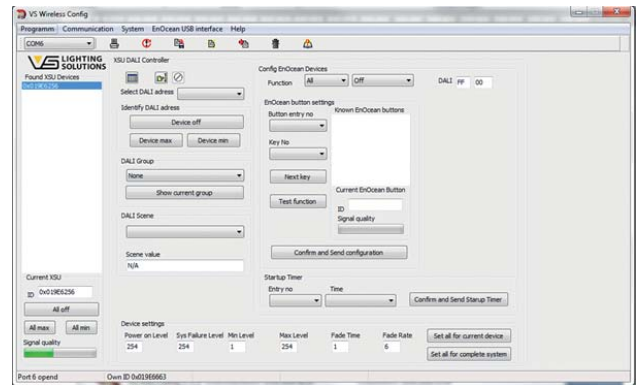 VS Wireless Config
Programm Communication System EnOcean USB interface Help
COM6
VS LIGHTING SOLUTIONS
Found XSU Devices
0x019E6256
Current XSU
ID 0x019E6256
All off
All max All min
Signal quality
XSU DALI Controller
Select DALI adress
Identify DALI adress
Device off
Device max Device min
DALI Group
None
Show current group
DALI Scene
Scene value
N/A
Config EnOcean Devices
Function All Off DALI FF 00
EnOcean button settings
Button entry no
Known EnOcean buttons
Key No
Next key
Test function
Current EnOcean Button
ID
Signal quality
Confirm and Send configuration
Startup Timer
Entry no Time
Confirm and Send Starup Timer
Device settings
Power on Level Sys Failure Level Min Level Max Level Fade Time Fade Rate
254 254 1 254 1 6
Set all for current device
Set all for complete system
Port 6 opend Own ID 0x019E6663